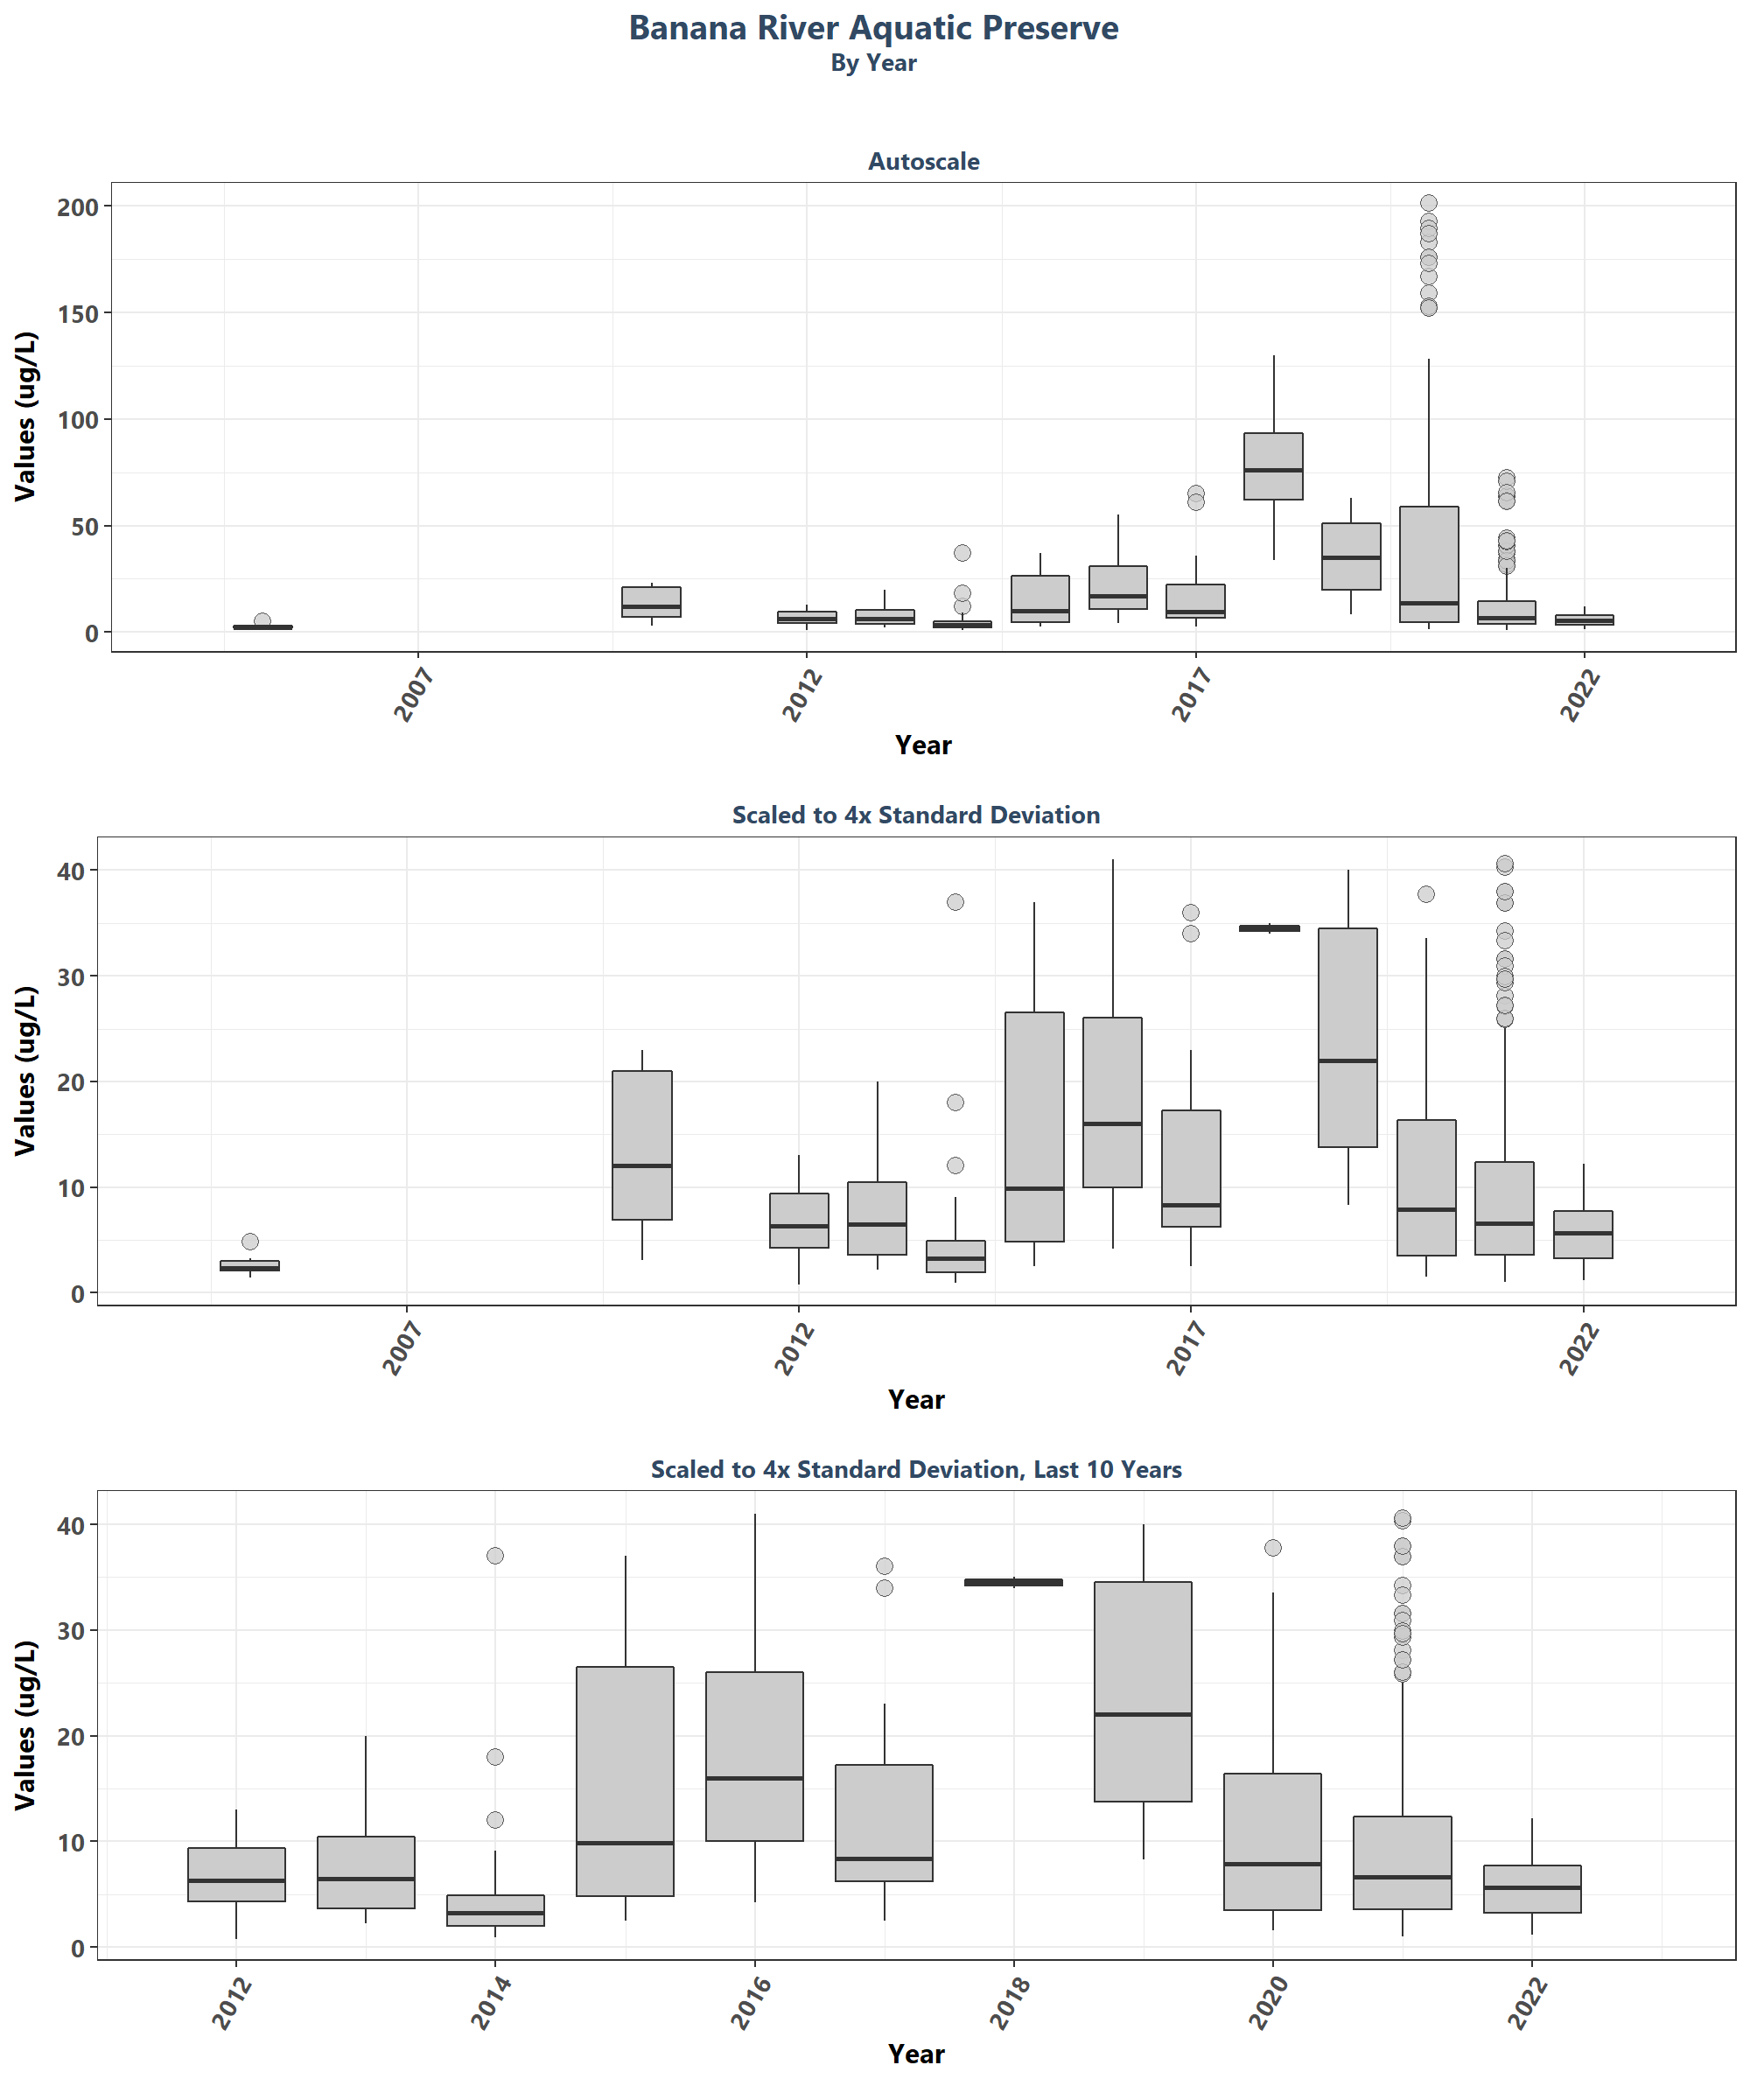 Banana River Aquatic Preserve
By Year
Autoscale
200
150
100
50
0
Values (ug/L)
2007
2012
2017
2022
Year
Scaled to 4x Standard Deviation
40
30
20
10
0
Values (ug/L)
2007
2012
2017
2022
Year
Scaled to 4x Standard Deviation, Last 10 Years
40
30
20
10
0
Values (ug/L)
2012
2014
2016
2018
2020
2022
Year